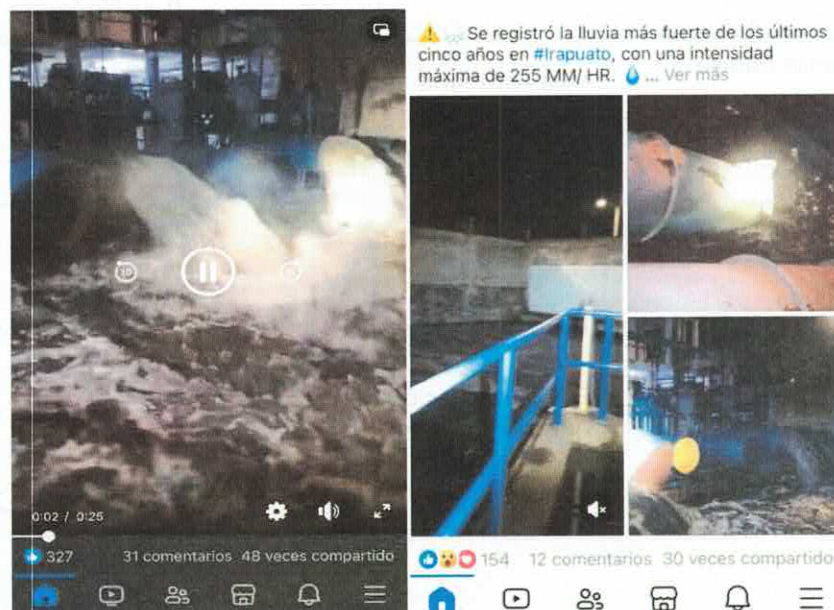 0:02 / 0:25
327 31 comentarios 48 veces compartido
⚠️ 🌧️ Se registró la lluvia más fuerte de los últimos
cinco años en #Irapuato, con una intensidad
máxima de 255 MM/ HR. 💧 ... Ver más
154 12 comentarios 30 veces compartido